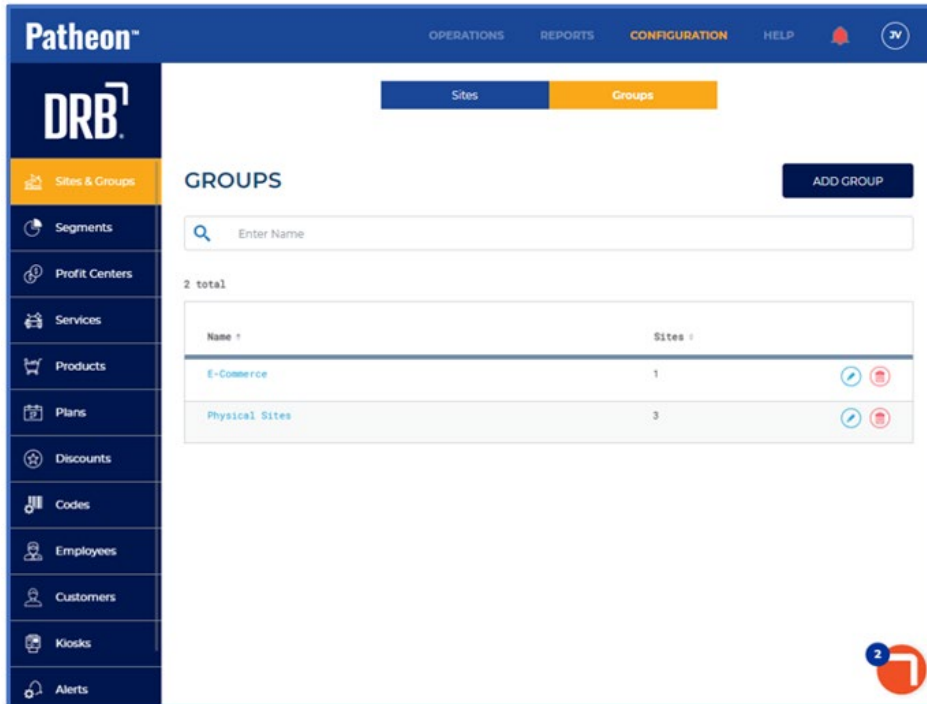 Patheon™
OPERATIONS REPORTS CONFIGURATION HELP JV
DRB.
Sites Groups
Sites & Groups
Segments
Profit Centers
Services
Products
Plans
Discounts
Codes
Employees
Customers
Kiosks
Alerts
GROUPS
ADD GROUP
Enter Name
2 total
Name Sites
E-Commerce 1
Physical Sites 3
2